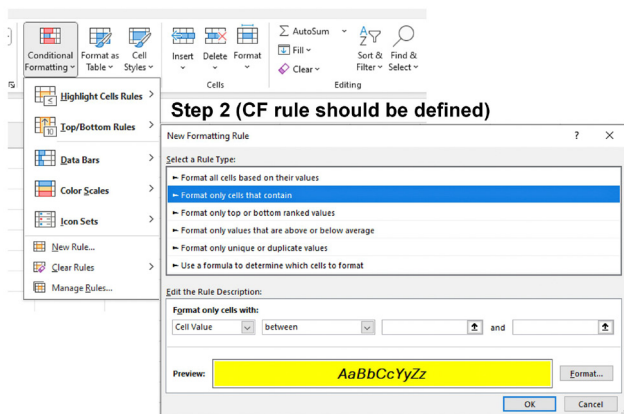 Conditional Formatting
Format as Table
Cell Styles
Insert
Delete
Format
Cells
AutoSum
Fill
Clear
Sort & Filter
Find & Select
Editing
Highlight Cells Rules
Top/Bottom Rules
Data Bars
Color Scales
Icon Sets
New Rule...
Clear Rules
Manage Rules...
Step 2 (CF rule should be defined)
New Formatting Rule
? ×
Select a Rule Type:
► Format all cells based on their values
► Format only cells that contain
► Format only top or bottom ranked values
► Format only values that are above or below average
► Format only unique or duplicate values
► Use a formula to determine which cells to format
Edit the Rule Description:
Format only cells with:
Cell Value between and
Preview: AaBbCcYyZz Format...
OK Cancel